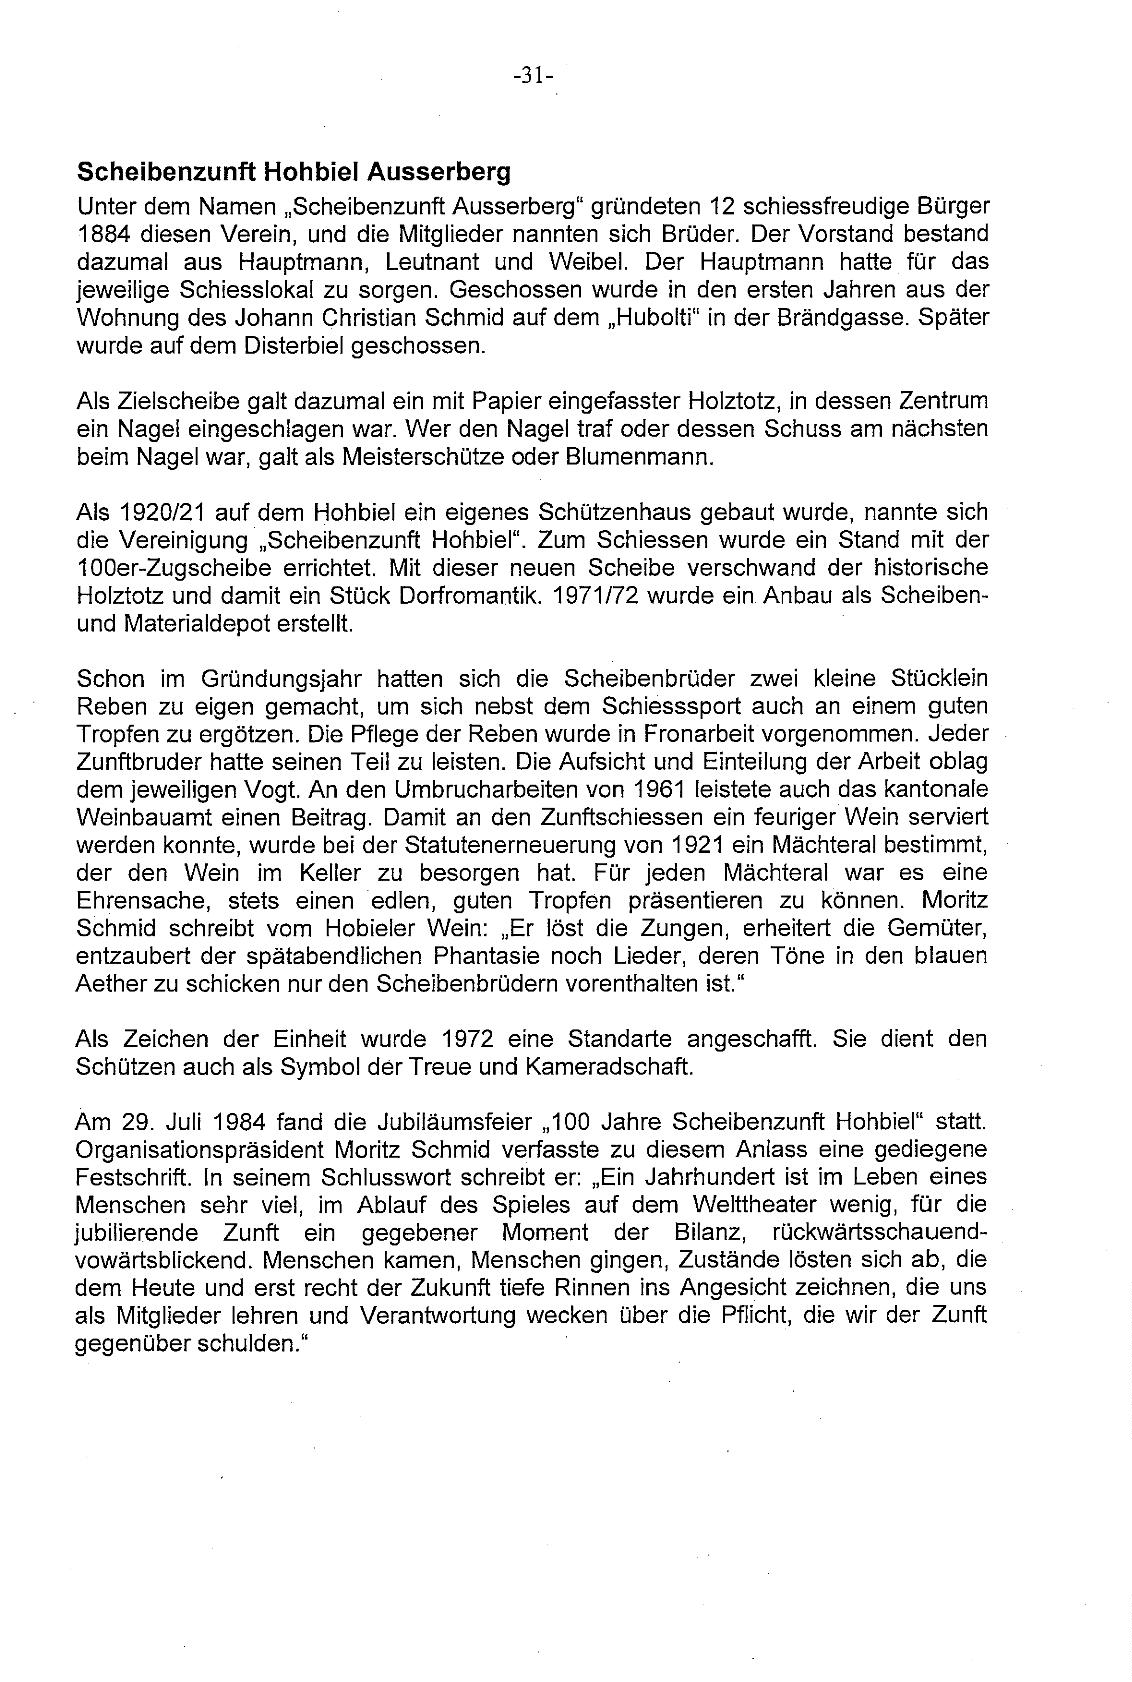 -31-
Scheibenzunft Hohbiel Ausserberg
Unter dem Namen „Scheibenzunft Ausserberg“ gründeten 12 schiessfreudige Bürger
1884 diesen Verein, und die Mitglieder nannten sich Brüder. Der Vorstand bestand
dazumal aus Hauptmann, Leutnant und Weibel. Der Hauptmann hatte für das
jeweilige Schiesslokal zu sorgen. Geschossen wurde in den ersten Jahren aus der
Wohnung des Johann Christian Schmid auf dem „Hubolti“ in der Brändgasse. Später
wurde auf dem Disterbiel geschossen.
Als Zielscheibe galt dazumal ein mit Papier eingefasster Holztotz, in dessen Zentrum
ein Nagel eingeschlagen war. Wer den Nagel traf oder dessen Schuss am nächsten
beim Nagel war, galt als Meisterschütze oder Blumenmann.
Als 1920/21 auf dem Hohbiel ein eigenes Schützenhaus gebaut wurde, nannte sich
die Vereinigung „Scheibenzunft Hohbiel“. Zum Schiessen wurde ein Stand mit der
100er-Zugscheibe errichtet. Mit dieser neuen Scheibe verschwand der historische
Holztotz und damit ein Stück Dorfromantik. 1971/72 wurde ein Anbau als Scheiben-
und Materialdepot erstellt.
Schon im Gründungsjahr hatten sich die Scheibenbrüder zwei kleine Stücklein
Reben zu eigen gemacht, um sich nebst dem Schiesssport auch an einem guten
Tropfen zu ergötzen. Die Pflege der Reben wurde in Fronarbeit vorgenommen. Jeder
Zunftbruder hatte seinen Teil zu leisten. Die Aufsicht und Einteilung der Arbeit oblag
dem jeweiligen Vogt. An den Umbrucharbeiten von 1961 leistete auch das kantonale
Weinbauamt einen Beitrag. Damit an den Zunftschiessen ein feuriger Wein serviert
werden konnte, wurde bei der Statutenerneuerung von 1921 ein Mächteral bestimmt,
der den Wein im Keller zu besorgen hat. Für jeden Mächteral war es eine
Ehrensache, stets einen edlen, guten Tropfen präsentieren zu können. Moritz
Schmid schreibt vom Hobieler Wein: „Er löst die Zungen, erheitert die Gemüter,
entzaubert der spätabendlichen Phantasie noch Lieder, deren Töne in den blauen
Aether zu schicken nur den Scheibenbrüdern vorenthalten ist.“
Als Zeichen der Einheit wurde 1972 eine Standarte angeschafft. Sie dient den
Schützen auch als Symbol der Treue und Kameradschaft.
Am 29. Juli 1984 fand die Jubiläumsfeier „100 Jahre Scheibenzunft Hohbiel“ statt.
Organisationspräsident Moritz Schmid verfasste zu diesem Anlass eine gediegene
Festschrift. In seinem Schlusswort schreibt er: „Ein Jahrhundert ist im Leben eines
Menschen sehr viel, im Ablauf des Spieles auf dem Welttheater wenig, für die
jubilierende Zunft ein gegebener Moment der Bilanz, rückwärtsschauend-
vowärtsblickend. Menschen kamen, Menschen gingen, Zustände lösten sich ab, die
dem Heute und erst recht der Zukunft tiefe Rinnen ins Angesicht zeichnen, die uns
als Mitglieder lehren und Verantwortung wecken über die Pflicht, die wir der Zunft
gegenüber schulden.“